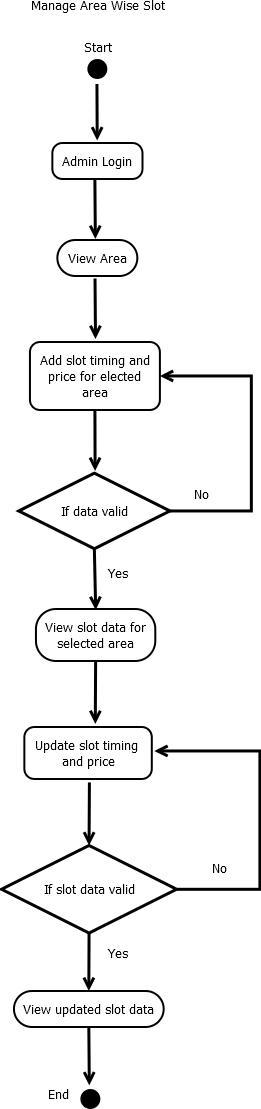 Manage Area Wise Slot
Start
Admin Login
View Area
Add slot timing and
price for elected
area
No
If data valid
Yes
View slot data for
selected area
Update slot timing
and price
No
If slot data valid
Yes
View updated slot data
End